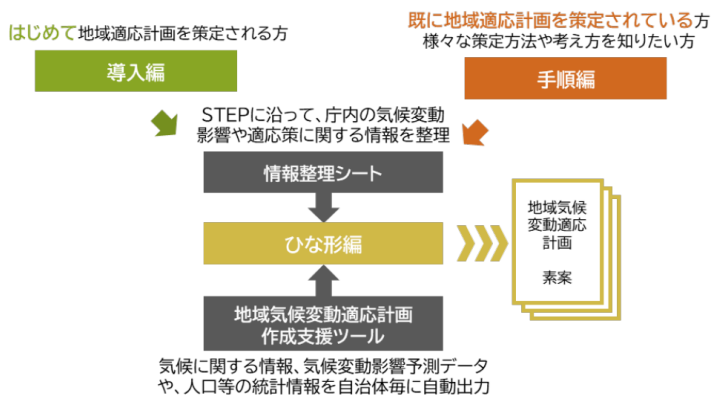 はじめて地域適応計画を策定される方
導入編
既に地域適応計画を策定されている方
様々な策定方法や考え方を知りたい方
手順編
STEPに沿って、庁内の気候変動
影響や適応策に関する情報を整理
情報整理シート
ひな形編
地域気候
変動適応
計画
素案
地域気候変動適応計画
作成支援ツール
気候に関する情報、気候変動影響予測データ
や、人口等の統計情報を自治体毎に自動出力